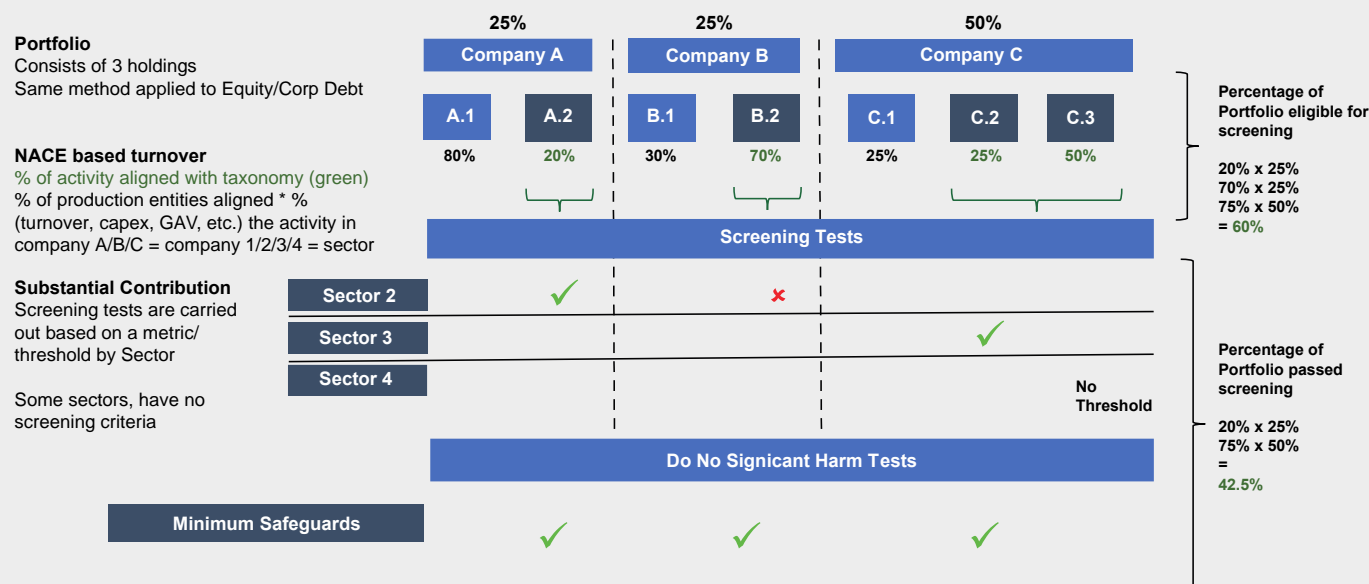 25%
25%
50%
Portfolio
Consists of 3 holdings
Same method applied to Equity/Corp Debt
Company A
Company B
Company C
A.1
A.2
B.1
B.2
C.1
C.2
C.3
80%
20%
30%
70%
25%
25%
50%
Percentage of
Portfolio eligible for
screening
20% x 25%
70% x 25%
75% x 50%
= 60%
NACE based turnover
% of activity aligned with taxonomy (green)
% of production entities aligned * %
(turnover, capex, GAV, etc.) the activity in
company A/B/C = company 1/2/3/4 = sector
Screening Tests
Substantial Contribution
Screening tests are carried
out based on a metric/
threshold by Sector
Some sectors, have no
screening criteria
Sector 2
Sector 3
Sector 4
No
Threshold
Percentage of
Portfolio passed
screening
20% x 25%
75% x 50%
=
42.5%
Do No Signicant Harm Tests
Minimum Safeguards